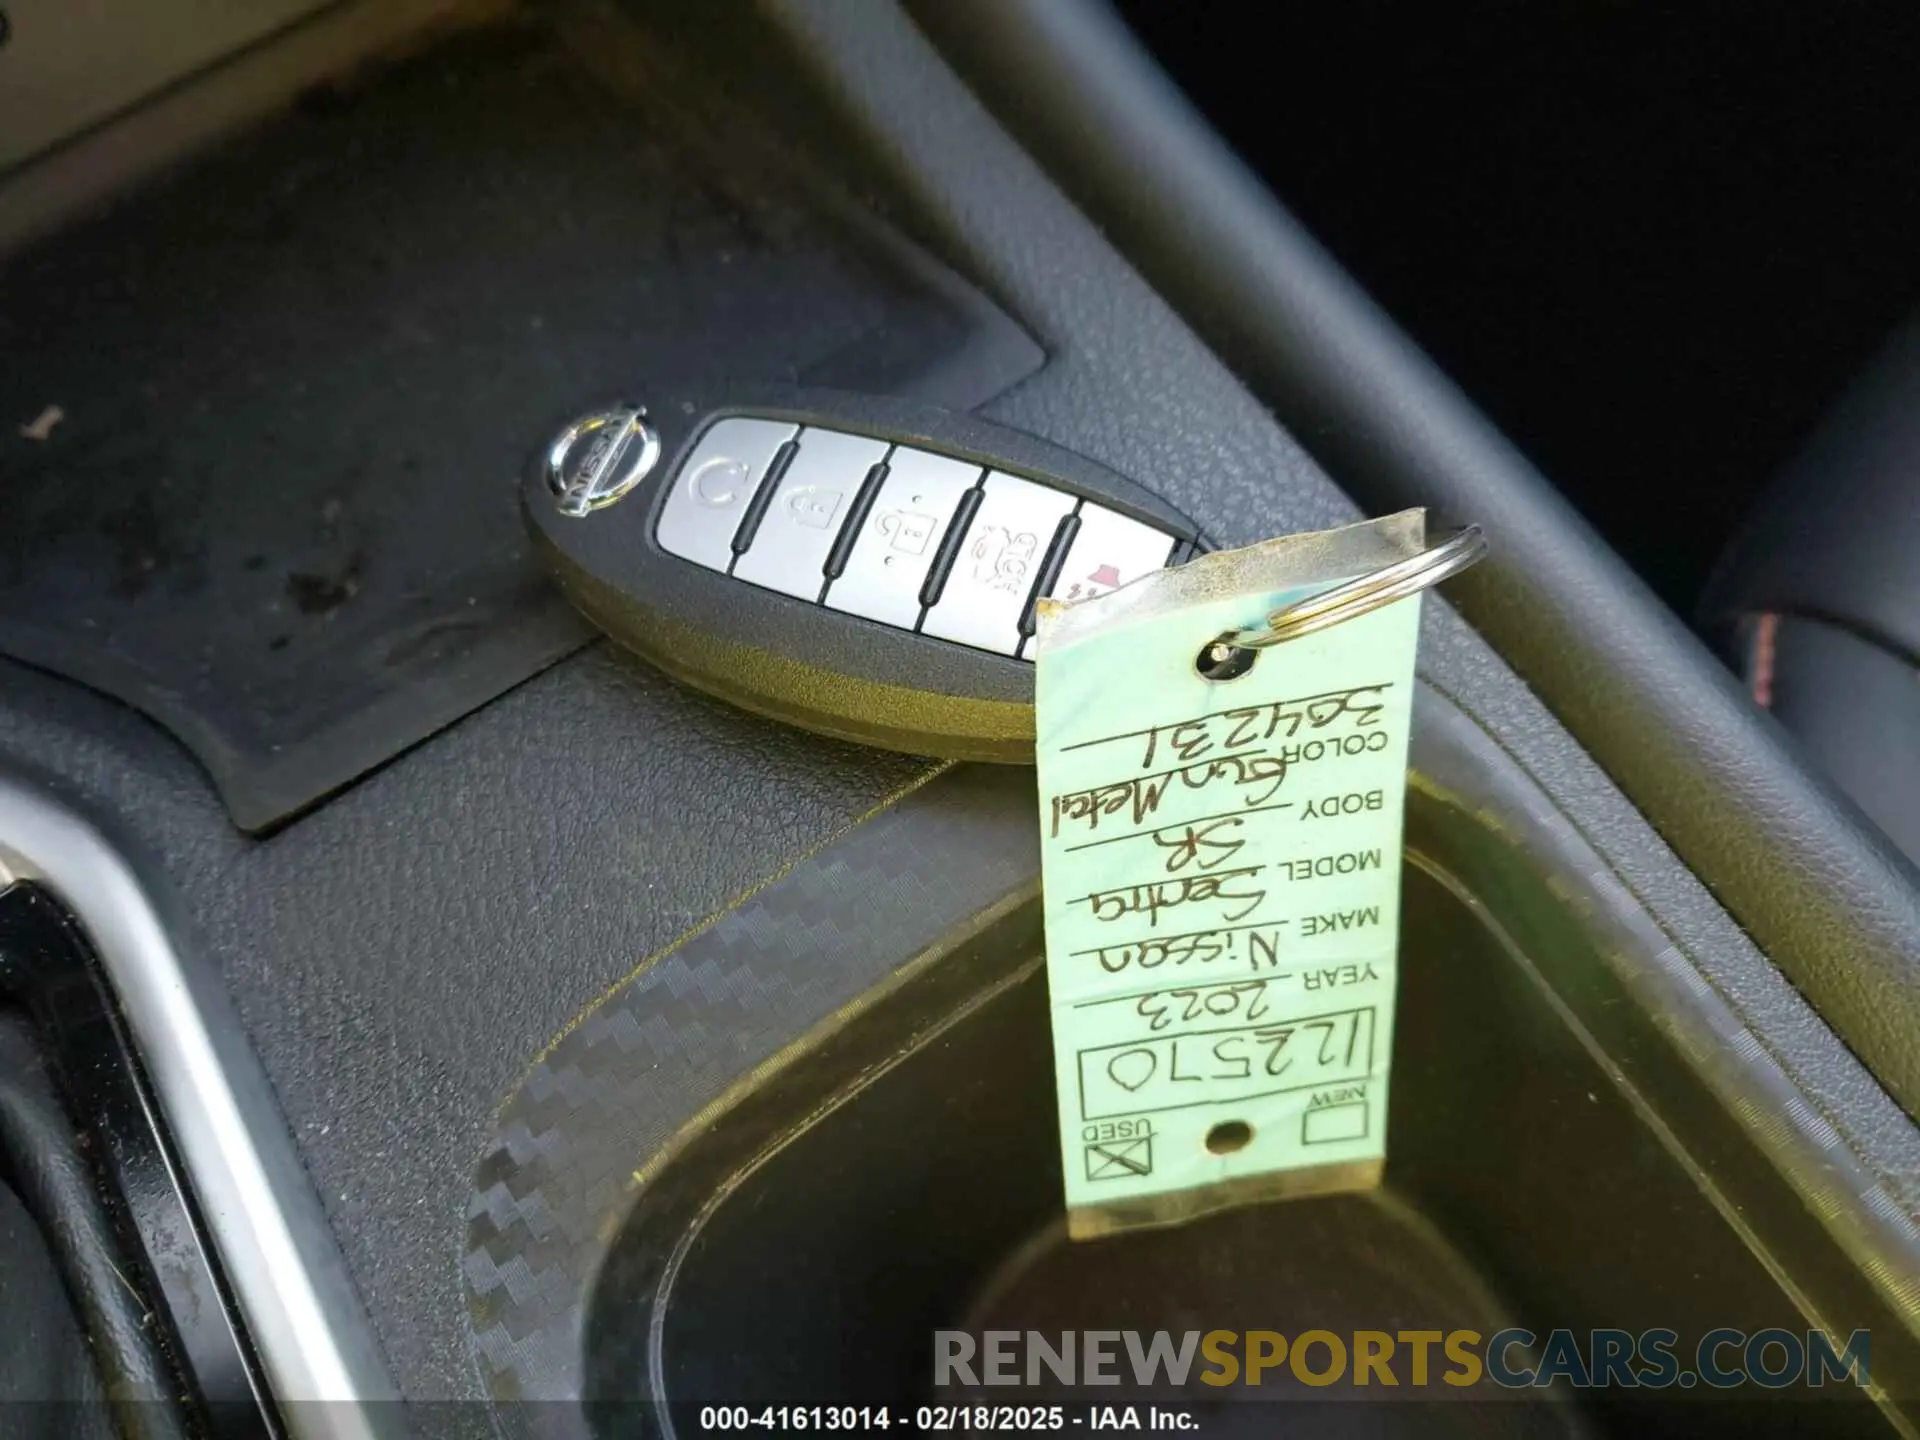 NISSAN
HOLD
USED NEW
122570
YEAR 2023
MAKE Nissan
MODEL Sentra
BODY SR
COLOR Gun Metal
304231
RENEWSPORTSCARS.COM
000-41613014 - 02/18/2025 - IAA Inc.